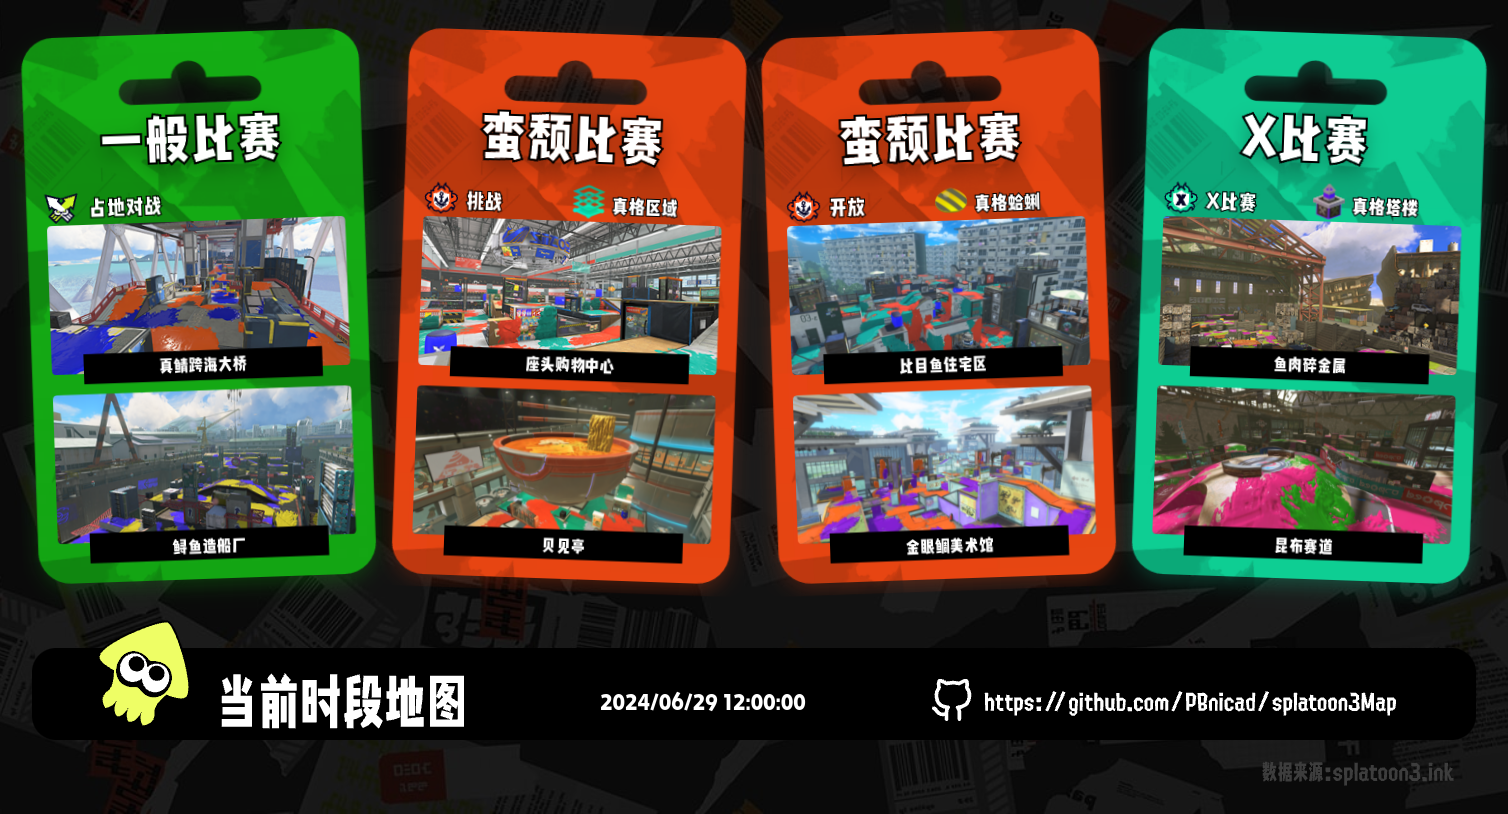 一般比赛
占地对战
真鲭跨海大桥
鲟鱼造船厂
蛮颓比赛
挑战
真格区域
座头购物中心
贝见亭
蛮颓比赛
开放
真格蛤蜊
比目鱼住宅区
金眼鲷美术馆
X比赛
X比赛
真格塔楼
鱼肉碎金属
昆布赛道
当前时段地图
2024/06/29 12:00:00
https://github.com/PBnicad/splatoon3Map
数据来源:splatoon3.ink